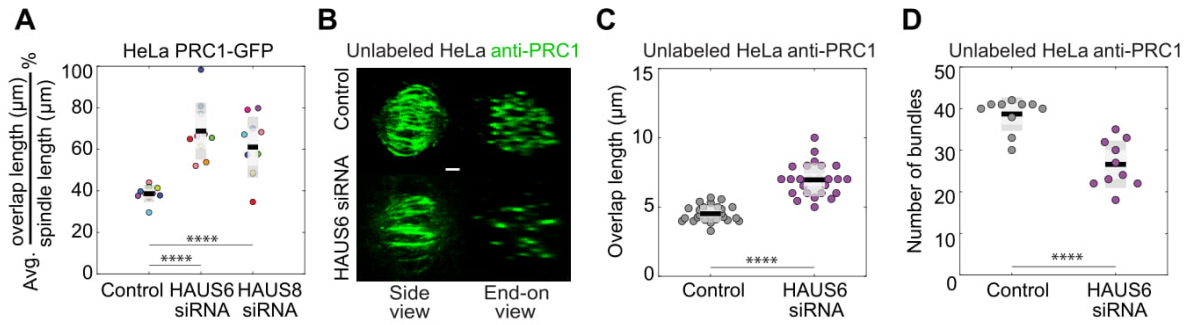 A
HeLa PRC1-GFP
Avg. overlap length (μm) %
spindle length (μm)
100
80
60
40
20
0
****
****
Control
HAUS6
siRNA
HAUS8
siRNA
B
Unlabeled HeLa anti-PRC1
Control
HAUS6 siRNA
Side
view
End-on
view
C
Unlabeled HeLa anti-PRC1
Overlap length (μm)
15
10
5
0
****
Control
HAUS6
siRNA
D
Unlabeled HeLa anti-PRC1
Number of bundles
50
40
30
20
10
0
****
Control
HAUS6
siRNA